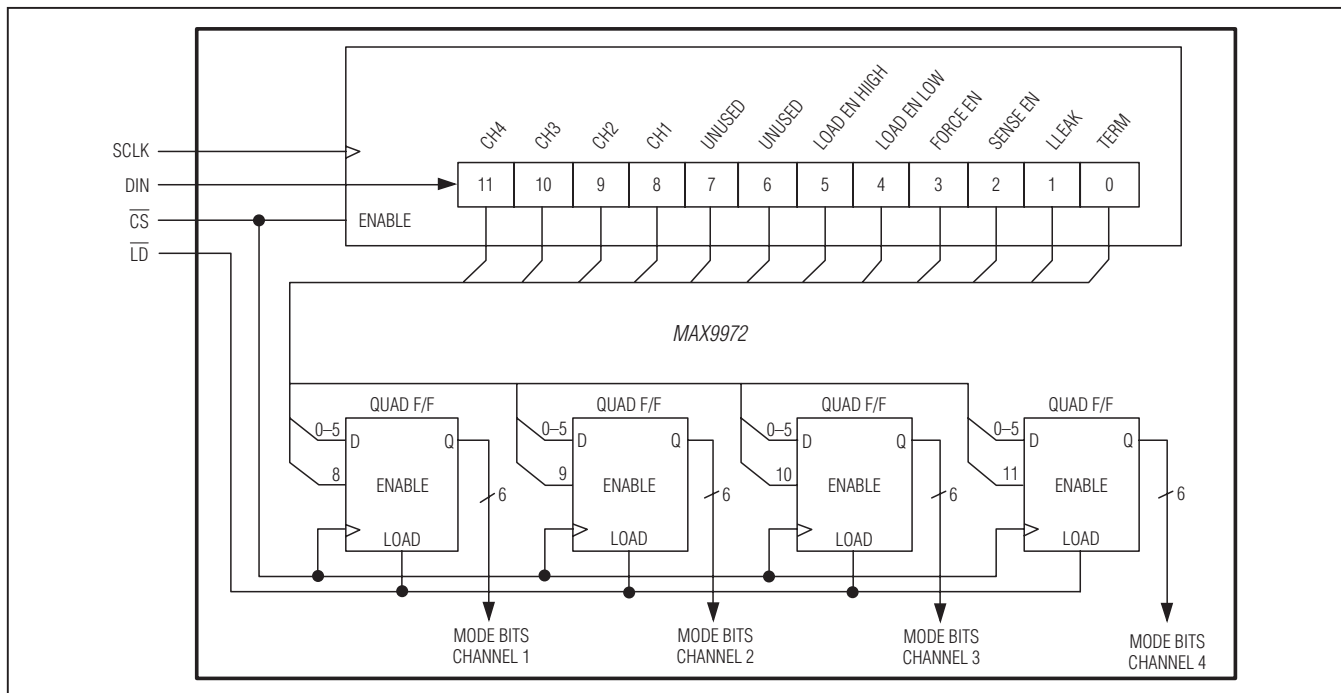 CH4 CH3 CH2 CH1 UNUSED UNUSED LOAD EN HIIGH LOAD EN LOW FORCE EN SENSE EN LLEAK TERM
SCLK
DIN 11 10 9 8 7 6 5 4 3 2 1 0
CS ENABLE
LD
MAX9972
QUAD F/F QUAD F/F QUAD F/F QUAD F/F
0–5 D Q 0–5 D Q 0–5 D Q 0–5 D Q
8 ENABLE 6 9 ENABLE 6 10 ENABLE 6 11 ENABLE 6
LOAD LOAD LOAD LOAD
MODE BITS MODE BITS MODE BITS MODE BITS
CHANNEL 1 CHANNEL 2 CHANNEL 3 CHANNEL 4